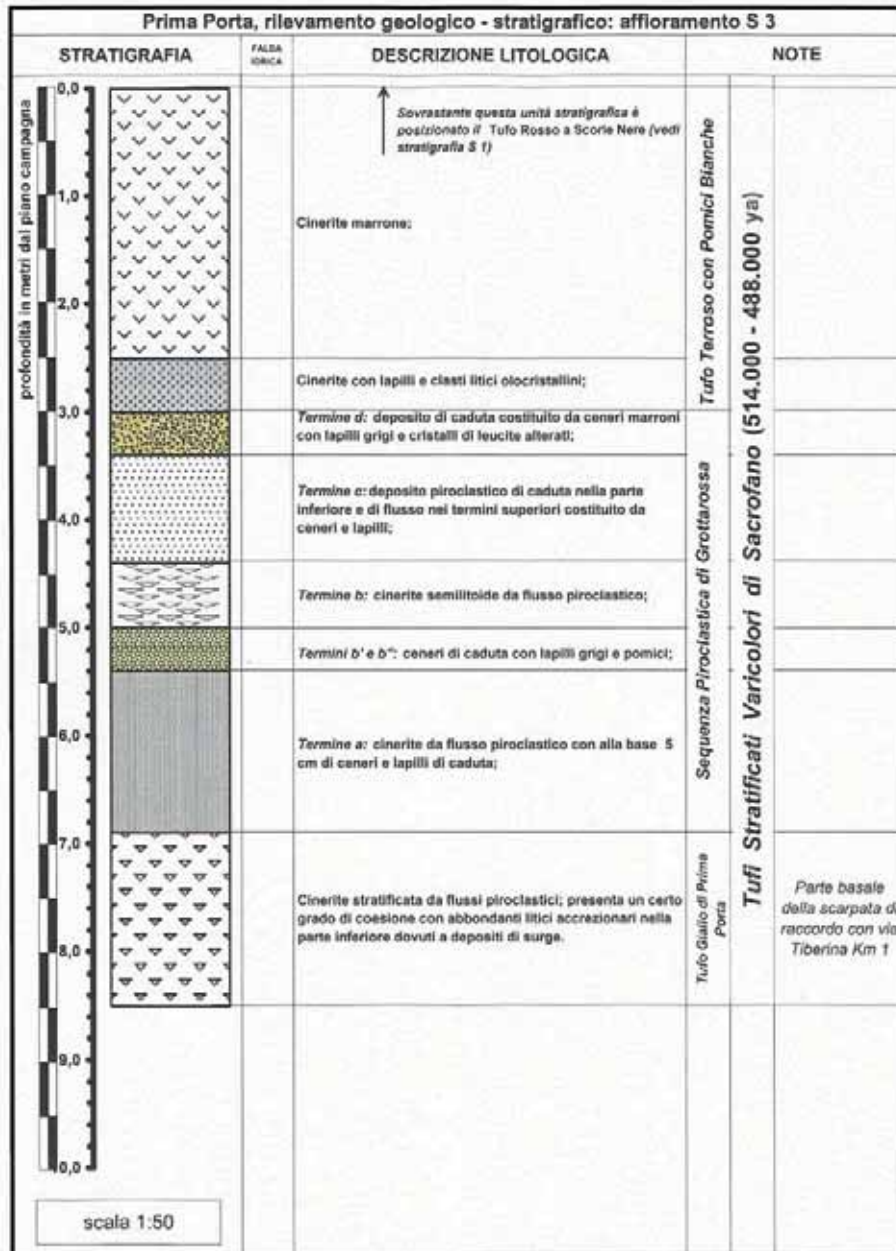 Prima Porta, rilevamento geologico - stratigrafico: affioramento S 3
STRATIGRAFIA
FALDA
IDRICA
DESCRIZIONE LITOLOGICA
NOTE
profondità in metri dal piano campagna
0,0
1,0
2,0
3,0
4,0
5,0
6,0
7,0
8,0
9,0
0,0
Sovrastante questa unità stratigrafica è
posizionato il Tufo Rosso a Scorie Nere (vedi
stratigrafia S 1)
Cinerite marrone;
Cinerite con lapilli e clasti litici olocristallini;
Termine d: deposito di caduta costituito da ceneri marroni
con lapilli grigi e cristalli di leucite alterati;
Termine c: deposito piroclastico di caduta nella parte
inferiore e di flusso nei termini superiori costituito da
ceneri e lapilli;
Termine b: cinerite semilitoide da flusso piroclastico;
Termini b' e b": ceneri di caduta con lapilli grigi e pomici;
Termine a: cinerite da flusso piroclastico con alla base 5
cm di ceneri e lapilli di caduta;
Cinerite stratificata da flussi piroclastici; presenta un certo
grado di coesione con abbondanti litici accrezionari nella
parte inferiore dovuti a depositi di surge.
Tufo Terroso con Pomici Bianche
Sequenza Piroclastica di Grottarossa
Tufo Giallo di Prima
Porta
Tufi Stratificati Varicolori di Sacrofano (514.000 - 488.000 ya)
Parte basale
della scarpata di
raccordo con via
Tiberina Km 1
scala 1:50